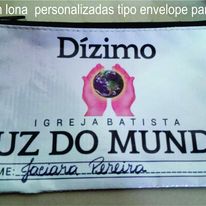 lona personalizadas tipo envelope par
Dízimo
IGREJA BATISTA
UZ DO MUND
ME: Jaciara Pereira